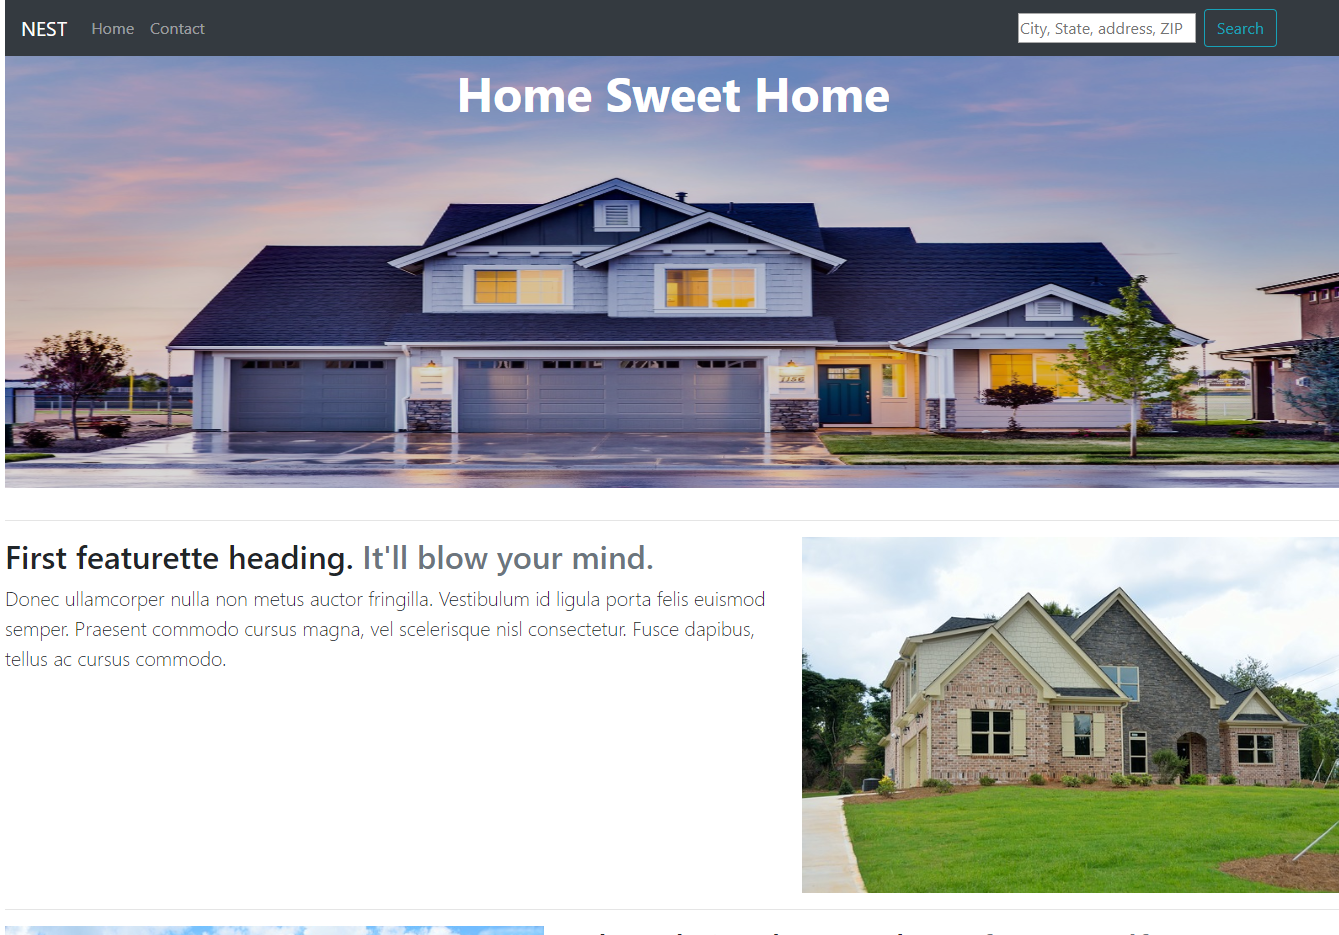 NEST Home Contact City, State, address, ZIP Search
Home Sweet Home
1156
First featurette heading. It'll blow your mind.
Donec ullamcorper nulla non metus auctor fringilla. Vestibulum id ligula porta felis euismod
semper. Praesent commodo cursus magna, vel scelerisque nisl consectetur. Fusce dapibus,
tellus ac cursus commodo.